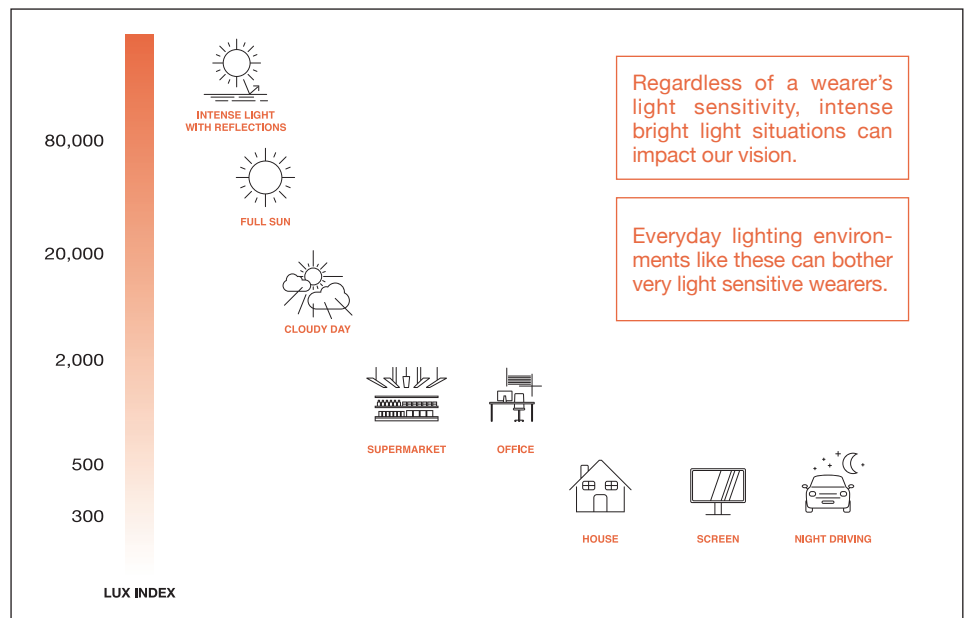 INTENSE LIGHT
WITH REFLECTIONS
80,000
FULL SUN
20,000
CLOUDY DAY
2,000
SUPERMARKET
OFFICE
500
300
HOUSE
SCREEN
NIGHT DRIVING
LUX INDEX
Regardless of a wearer’s
light sensitivity, intense
bright light situations can
impact our vision.
Everyday lighting environ-
ments like these can bother
very light sensitive wearers.